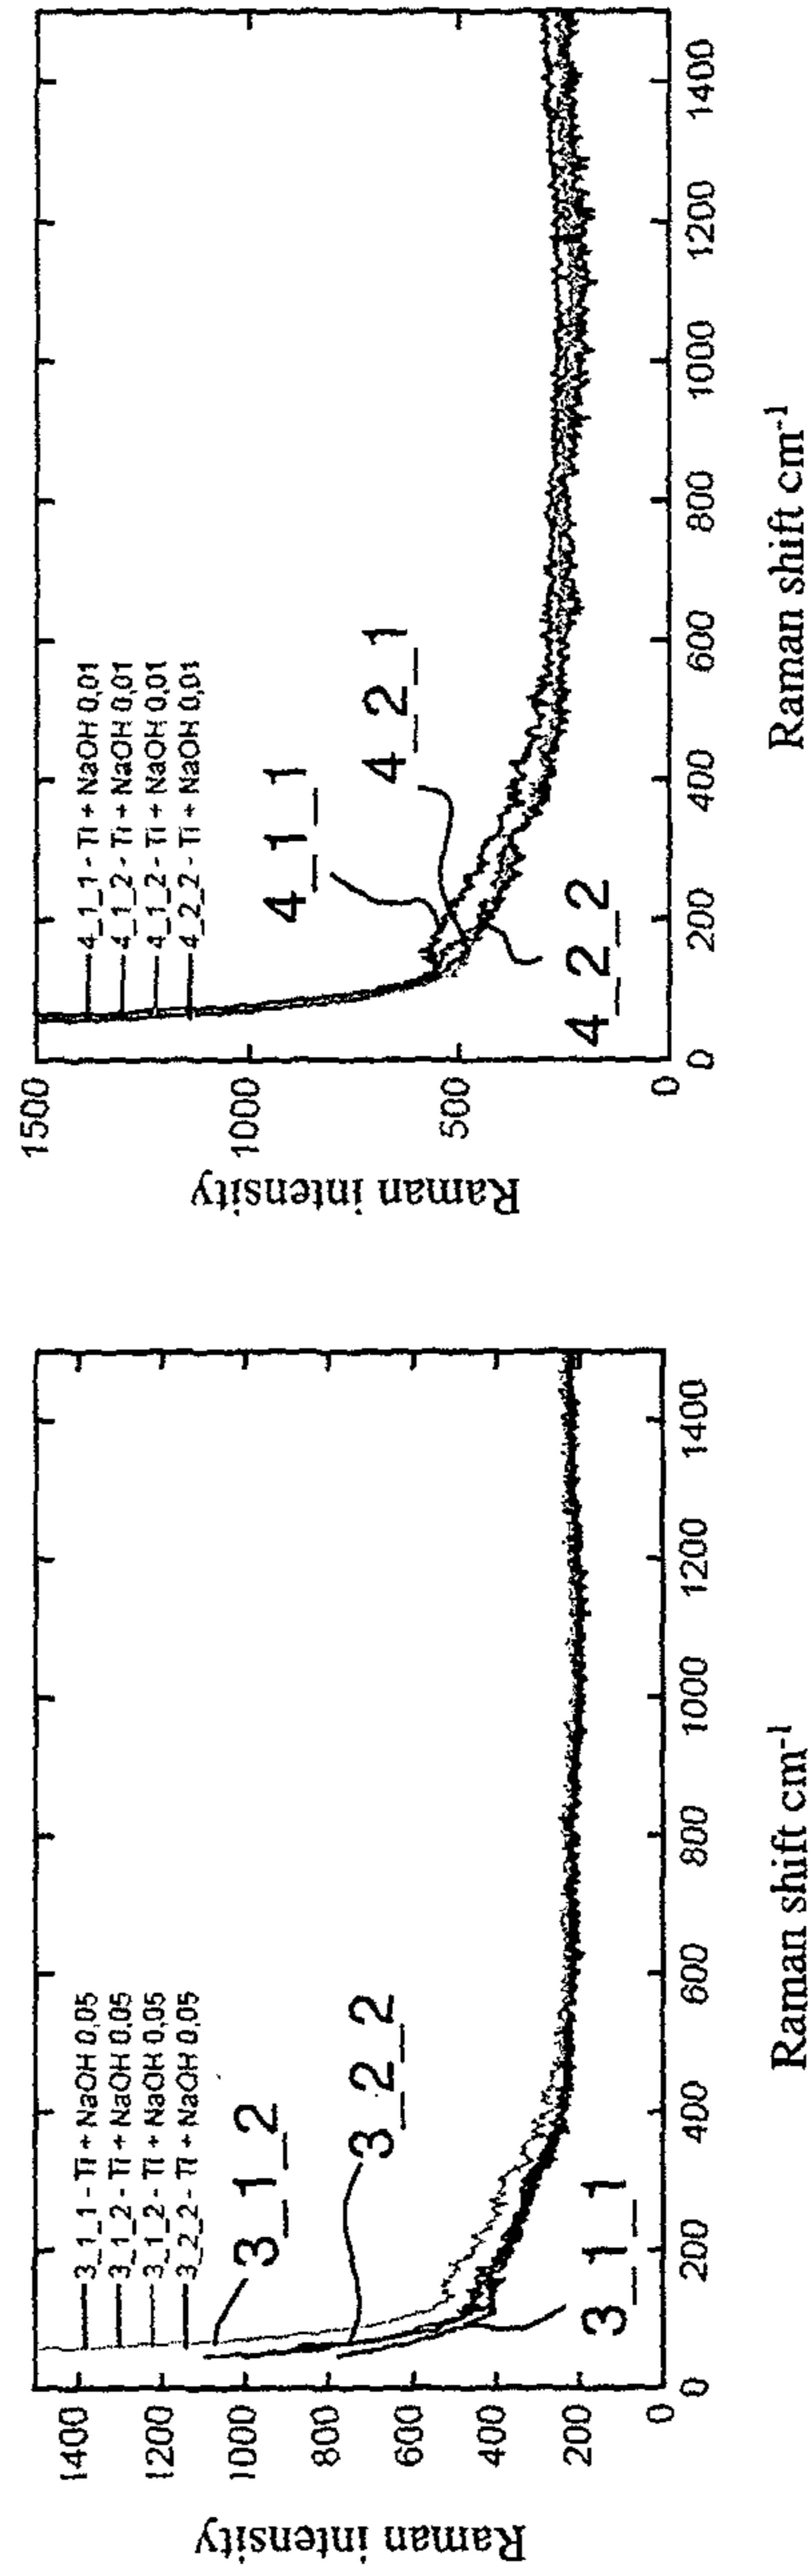 1400
1200
1000
800
600
400
200
0
Raman intensity
3_1_1 - Ti + NaOH 0,05
3_1_2 - Ti + NaOH 0,05
3_1_2 - Ti + NaOH 0,05
3_2_2 - Ti + NaOH 0,05
3_1_2
3_2_2
3_1_1
0 200 400 600 800 1000 1200 1400
Raman shift cm⁻¹
1500
1000
500
0
Raman intensity
4_1_1 - Ti + NaOH 0,01
4_1_2 - Ti + NaOH 0,01
4_1_2 - Ti + NaOH 0,01
4_2_2 - Ti + NaOH 0,01
4_1_1
4_2_1
4_2_2
0 200 400 600 800 1000 1200 1400
Raman shift cm⁻¹